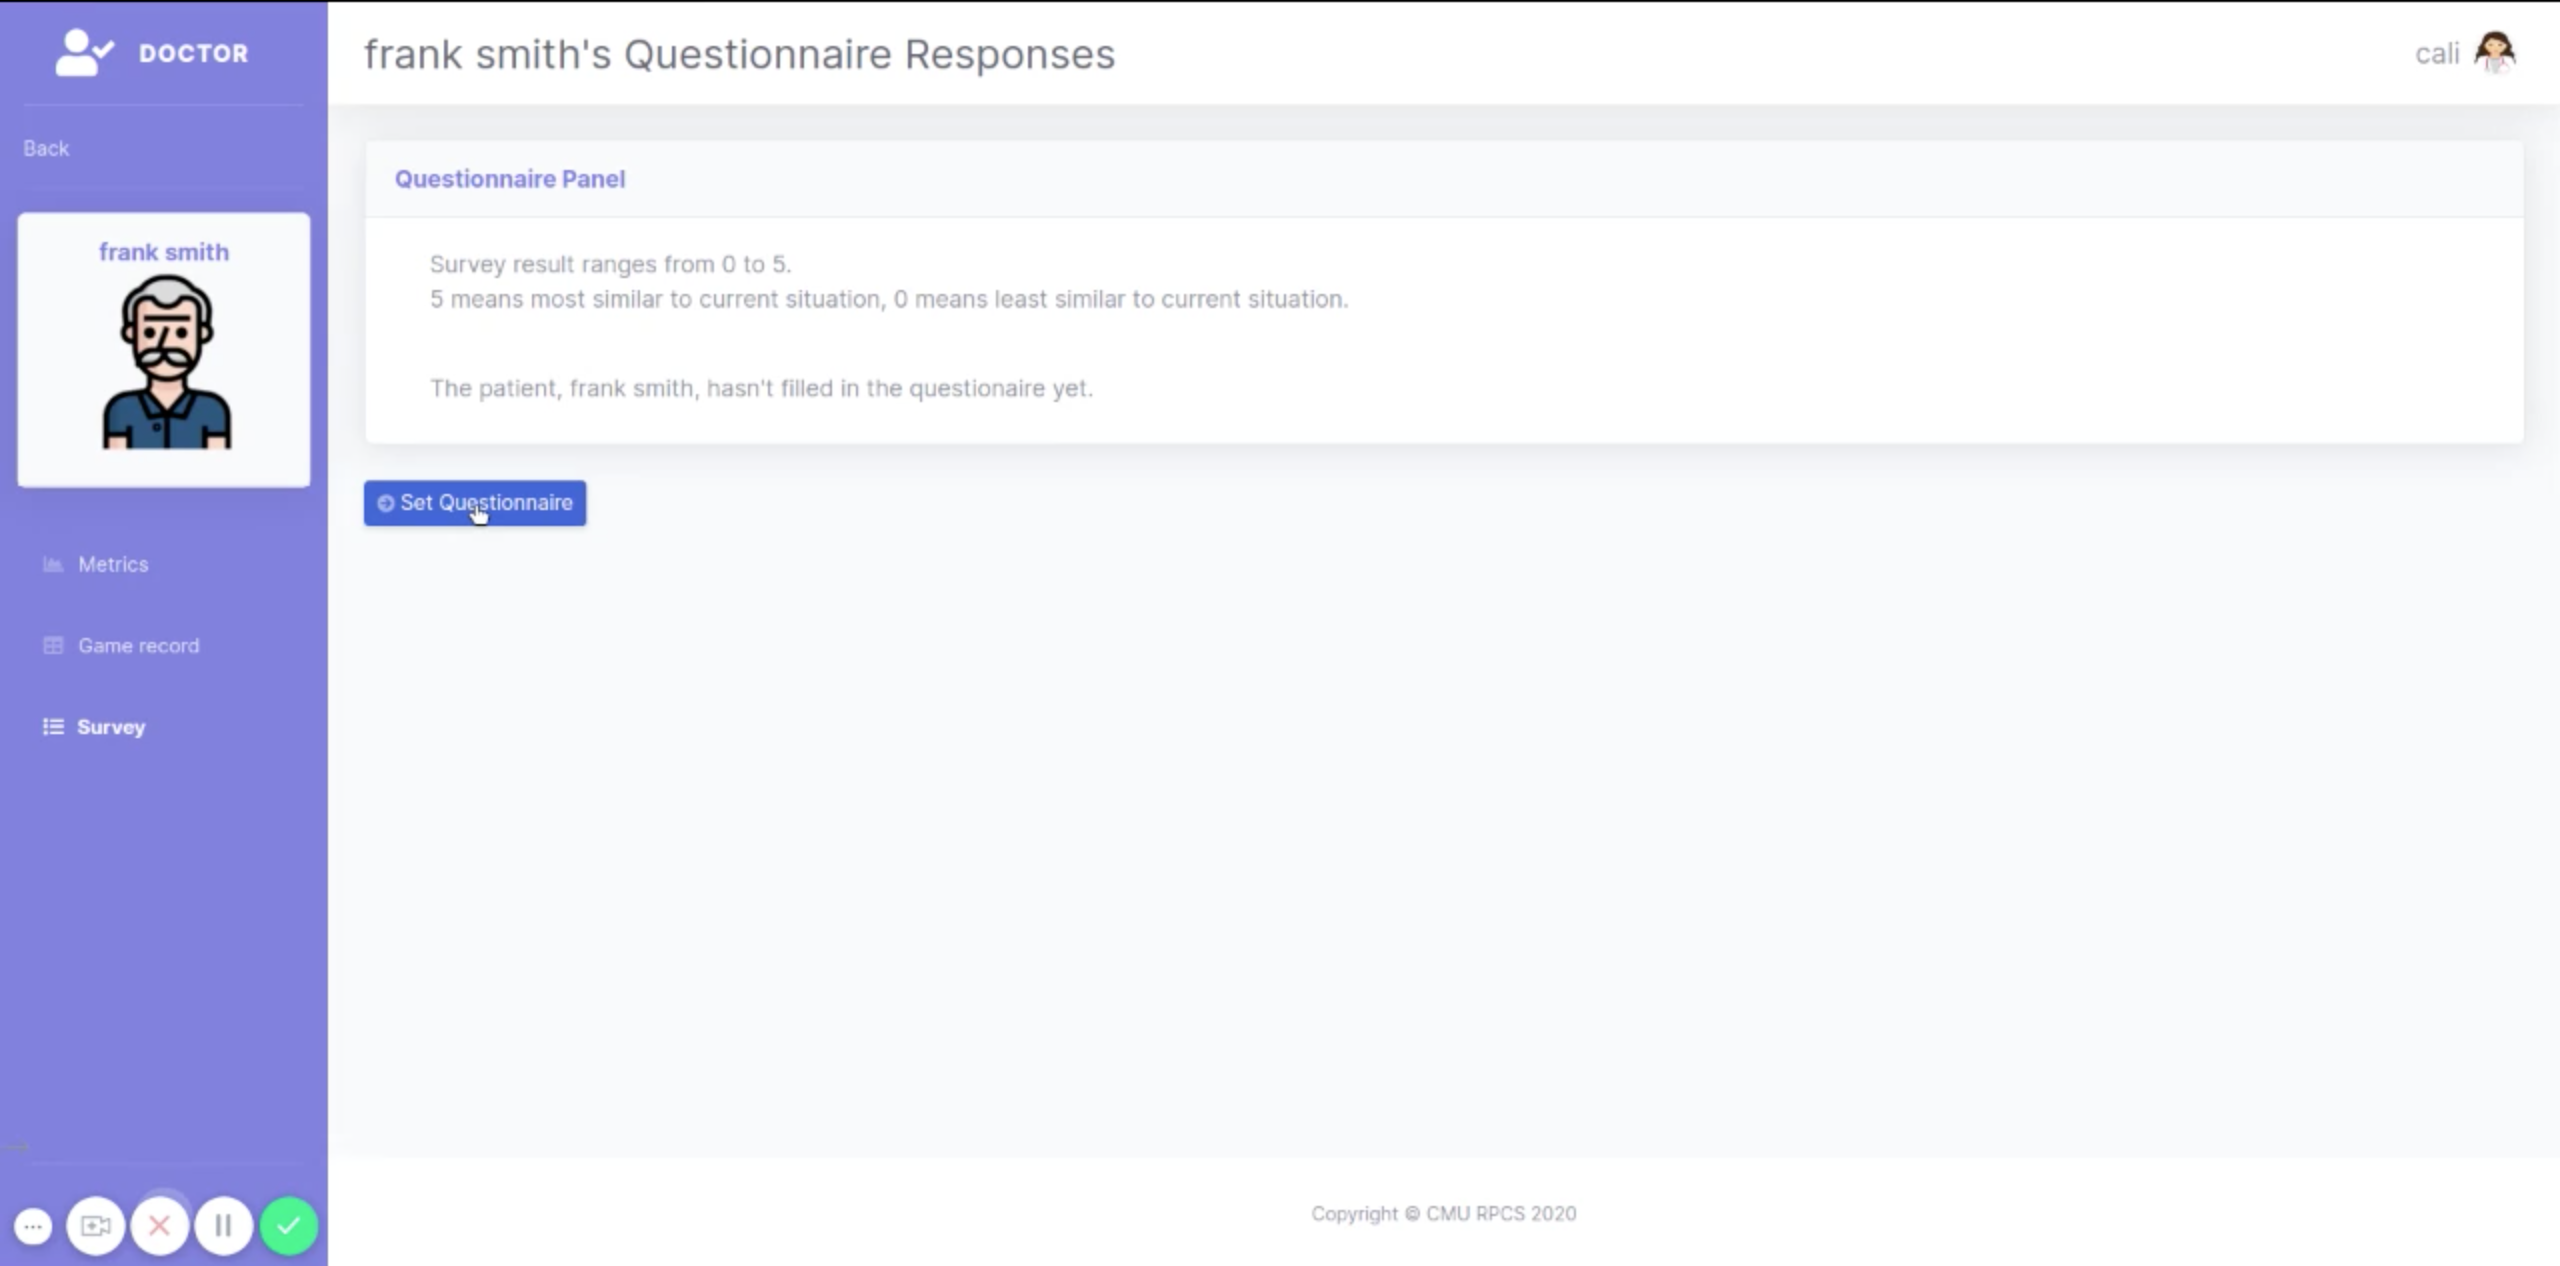 DOCTOR
frank smith's Questionnaire Responses
cali
Back
Questionnaire Panel
frank smith
Survey result ranges from 0 to 5.
5 means most similar to current situation, 0 means least similar to current situation.
The patient, frank smith, hasn't filled in the questionaire yet.
Set Questionnaire
Metrics
Game record
Survey
Copyright © CMU RPCS 2020